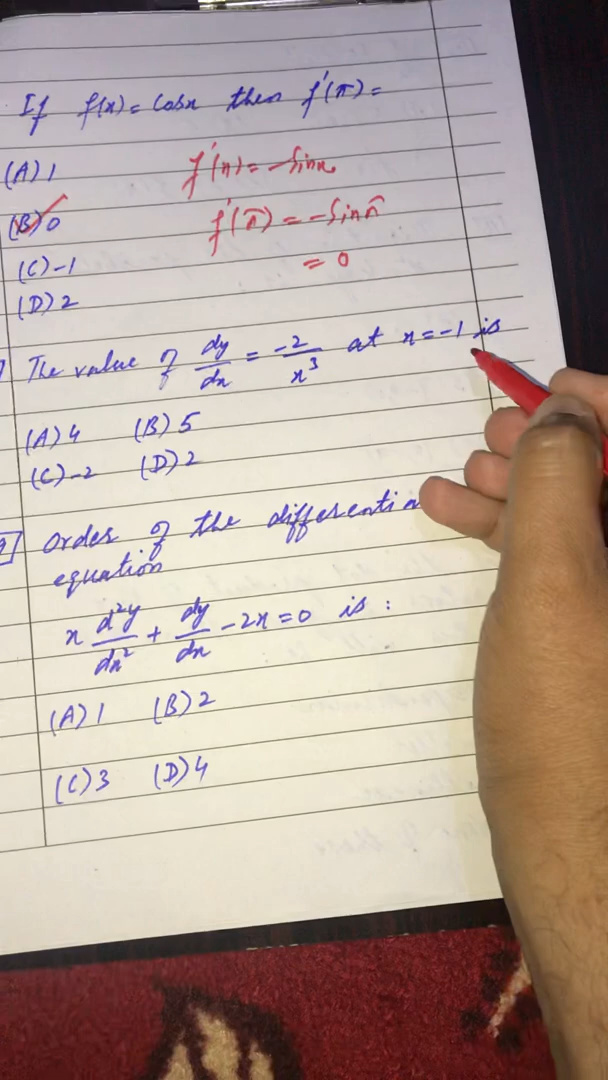 If f(x) = Cosx then f'(π) =
(A) 1
f'(x) = -Sinx
(B) 0
f'(π) = -Sinπ
= 0
(C) -1
(D) 2
The value of dy/dx = -2/x³ at x = -1 is
(A) 4 (B) 5
(C) -2 (D) 2
Order of the differentia
equation
x d²y/dx² + dy/dx - 2x = 0 is :
(A) 1 (B) 2
(C) 3 (D) 4